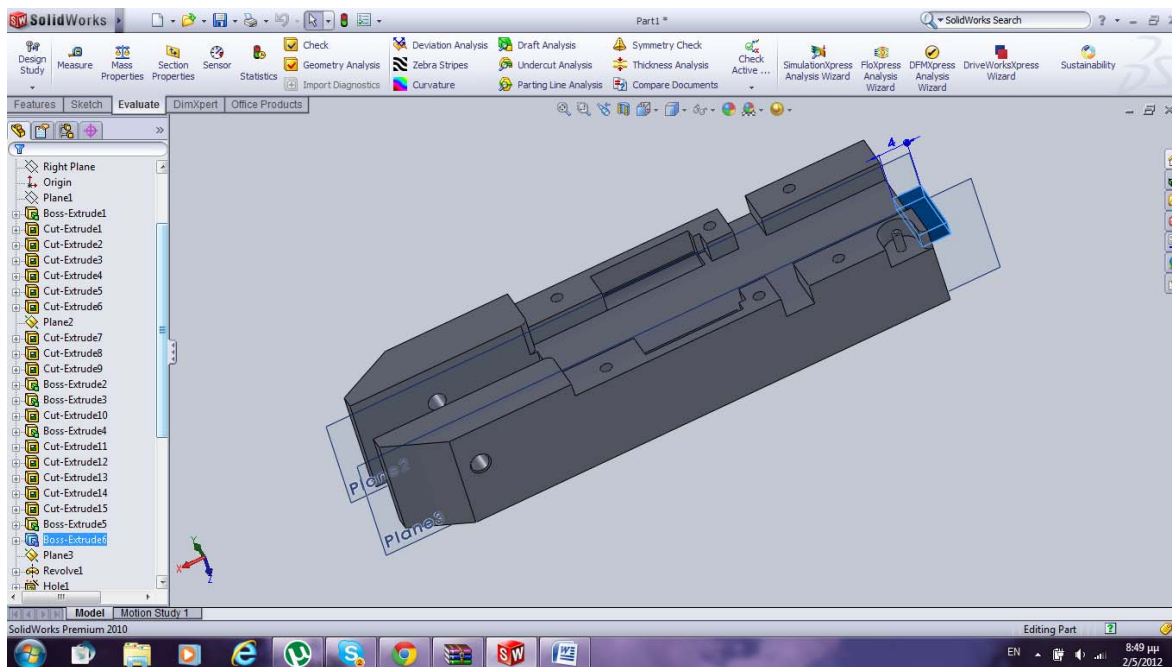 SolidWorks
Part1 *
SolidWorks Search
Design Study
Measure
Mass Properties
Section Properties
Sensor
Statistics
Check
Geometry Analysis
Import Diagnostics
Deviation Analysis
Zebra Stripes
Curvature
Draft Analysis
Undercut Analysis
Parting Line Analysis
Symmetry Check
Thickness Analysis
Compare Documents
Check Active ...
SimulationXpress Analysis Wizard
FloXpress Analysis Wizard
DFMXpress Analysis Wizard
DriveWorksXpress Wizard
Sustainability
Features Sketch Evaluate DimXpert Office Products
Right Plane
Origin
Plane1
Boss-Extrude1
Cut-Extrude1
Cut-Extrude2
Cut-Extrude3
Cut-Extrude4
Cut-Extrude5
Cut-Extrude6
Plane2
Cut-Extrude7
Cut-Extrude8
Cut-Extrude9
Boss-Extrude2
Boss-Extrude3
Cut-Extrude10
Boss-Extrude4
Cut-Extrude11
Cut-Extrude12
Cut-Extrude13
Cut-Extrude14
Cut-Extrude15
Boss-Extrude5
Boss-Extrude6
Plane3
Revolve1
Hole1
4
Plane2
Plane3
Y
X
Z
Model Motion Study 1
SolidWorks Premium 2010
Editing Part
EN
8:49 μμ
2/5/2012